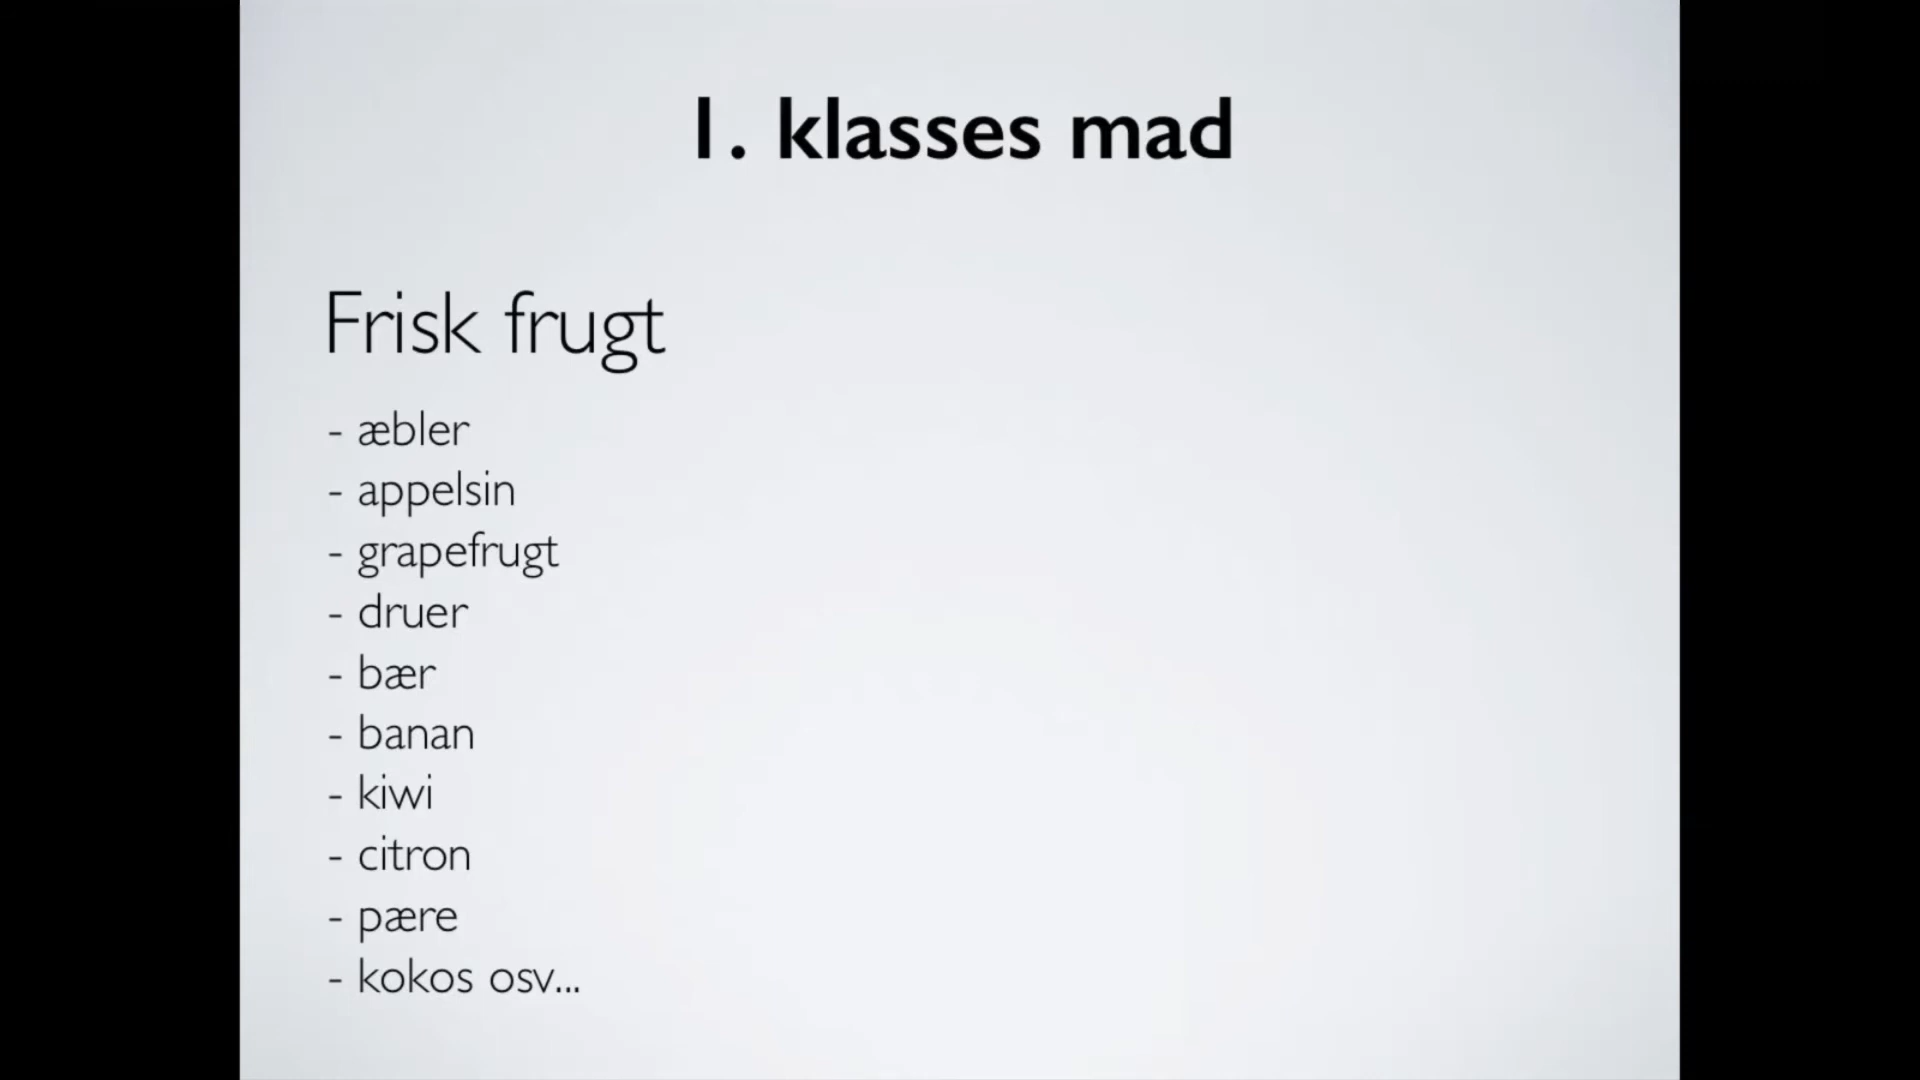 1. klasses mad
Frisk frugt
- æbler
- appelsin
- grapefrugt
- druer
- bær
- banan
- kiwi
- citron
- pære
- kokos osv...